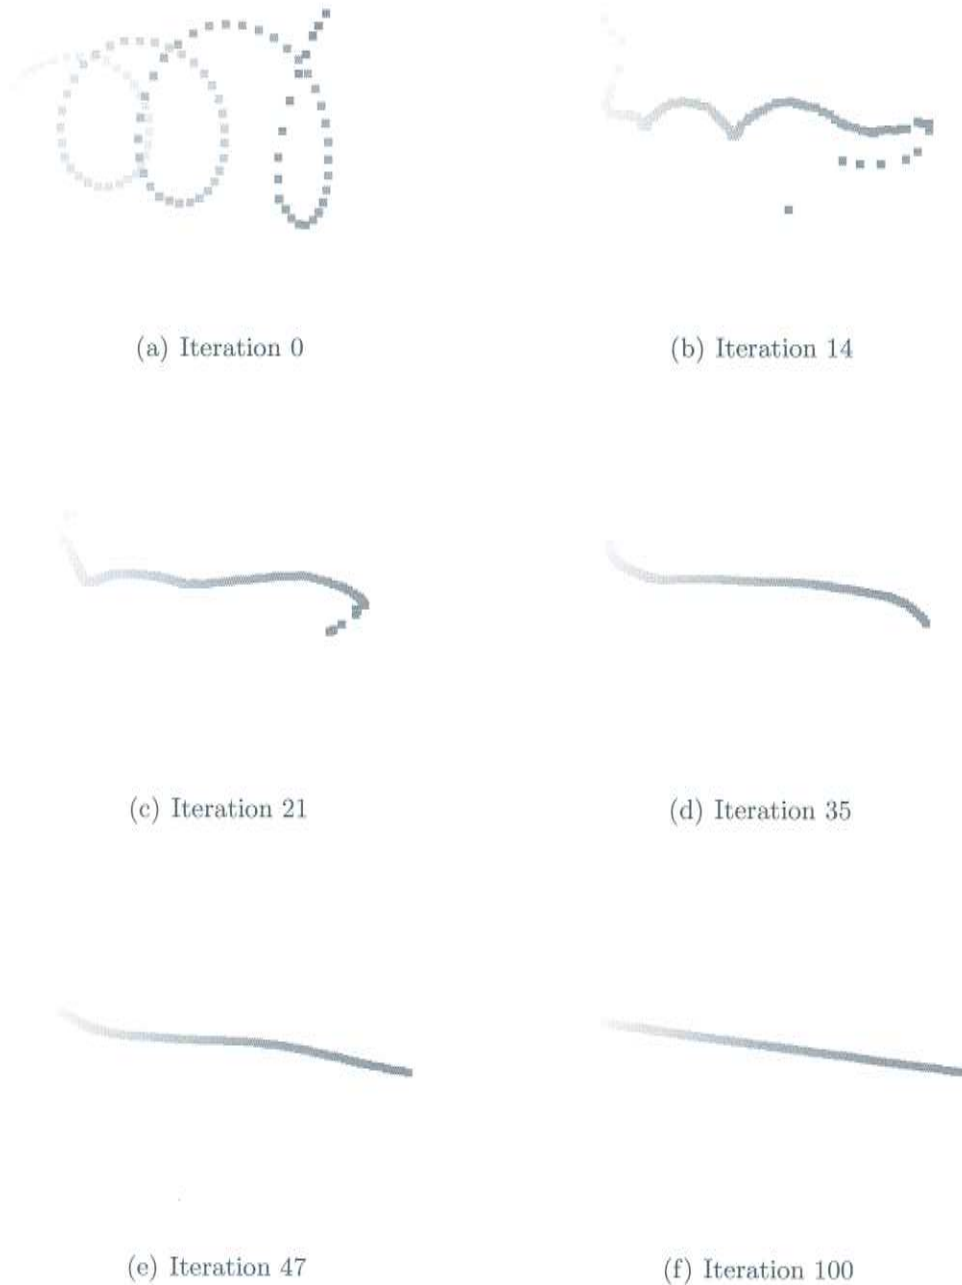 (a) Iteration 0
(b) Iteration 14
(c) Iteration 21
(d) Iteration 35
(e) Iteration 47
(f) Iteration 100